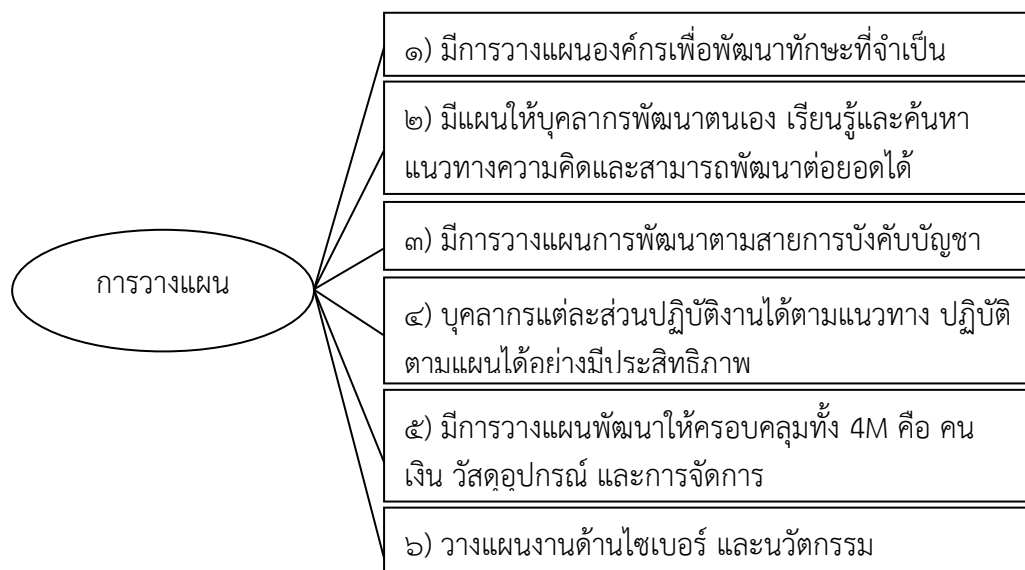 ๑) มีการวางแผนองค์กรเพื่อพัฒนาทักษะที่จำเป็น
๒) มีแผนให้บุคลากรพัฒนาตนเอง เรียนรู้และค้นหา
แนวทางความคิดและสามารถพัฒนาต่อยอดได้
๓) มีการวางแผนการพัฒนาตามสายการบังคับบัญชา
การวางแผน
๔) บุคลากรแต่ละส่วนปฏิบัติงานได้ตามแนวทาง ปฏิบัติ
ตามแผนได้อย่างมีประสิทธิภาพ
๕) มีการวางแผนพัฒนาให้ครอบคลุมทั้ง 4M คือ คน
เงิน วัสดุอุปกรณ์ และการจัดการ
๖) วางแผนงานด้านไซเบอร์ และนวัตกรรม